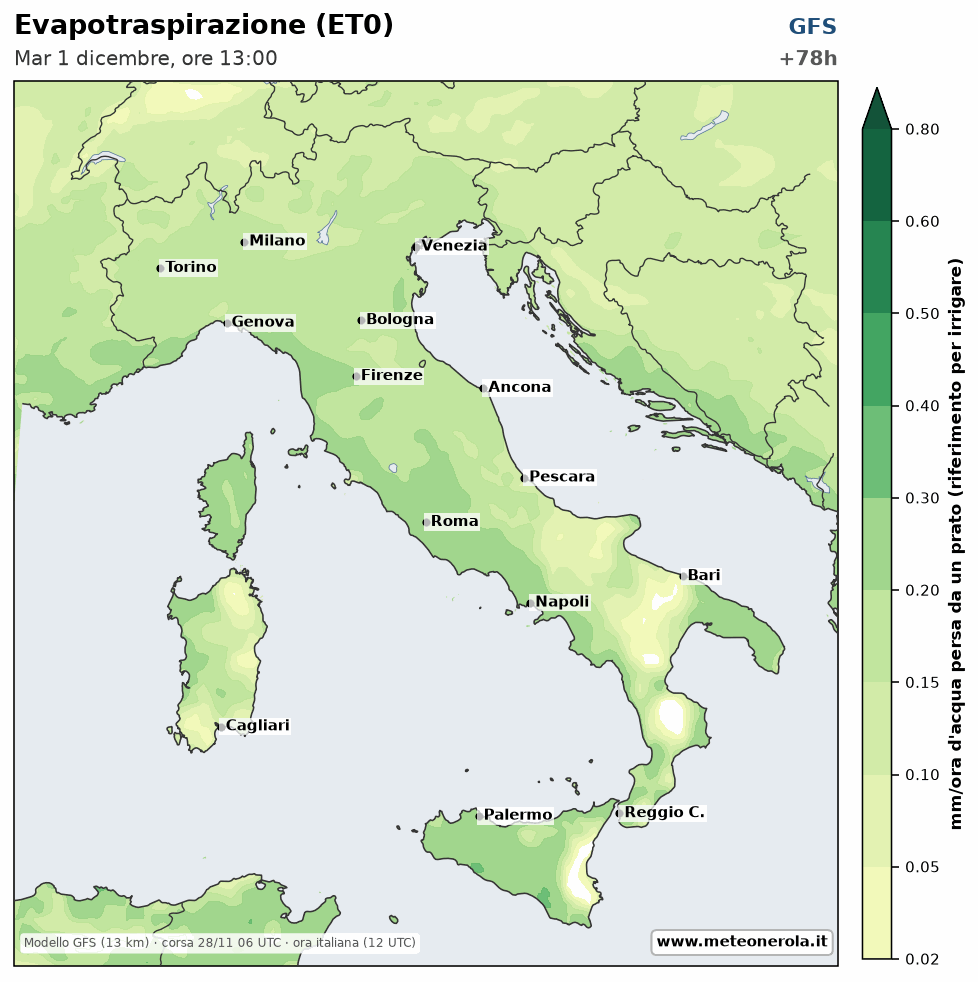 Evapotraspirazione (ET0)
GFS
Mar 1 dicembre, ore 13:00
+78h
Milano
Venezia
Torino
Genova
Bologna
Firenze
Ancona
Pescara
Roma
Bari
Napoli
Cagliari
Palermo
Reggio C.
0.80
0.60
0.50
0.40
0.30
0.20
0.15
0.10
0.05
0.02
mm/ora d'acqua persa da un prato (riferimento per irrigare)
Modello GFS (13 km) · corsa 28/11 06 UTC · ora italiana (12 UTC)
www.meteonerola.it